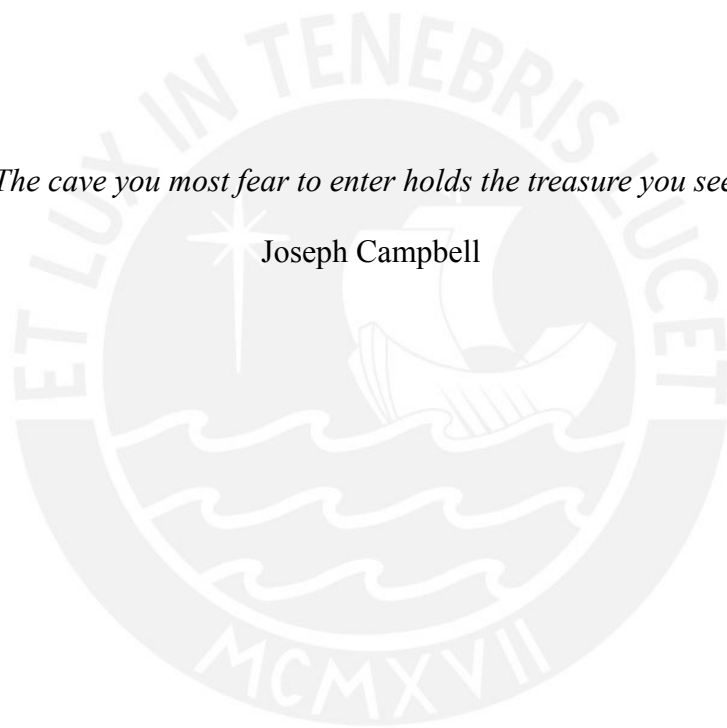 ET LUX IN TENEBRIS LUCET
The cave you most fear to enter holds the treasure you see
Joseph Campbell
MCMXVII